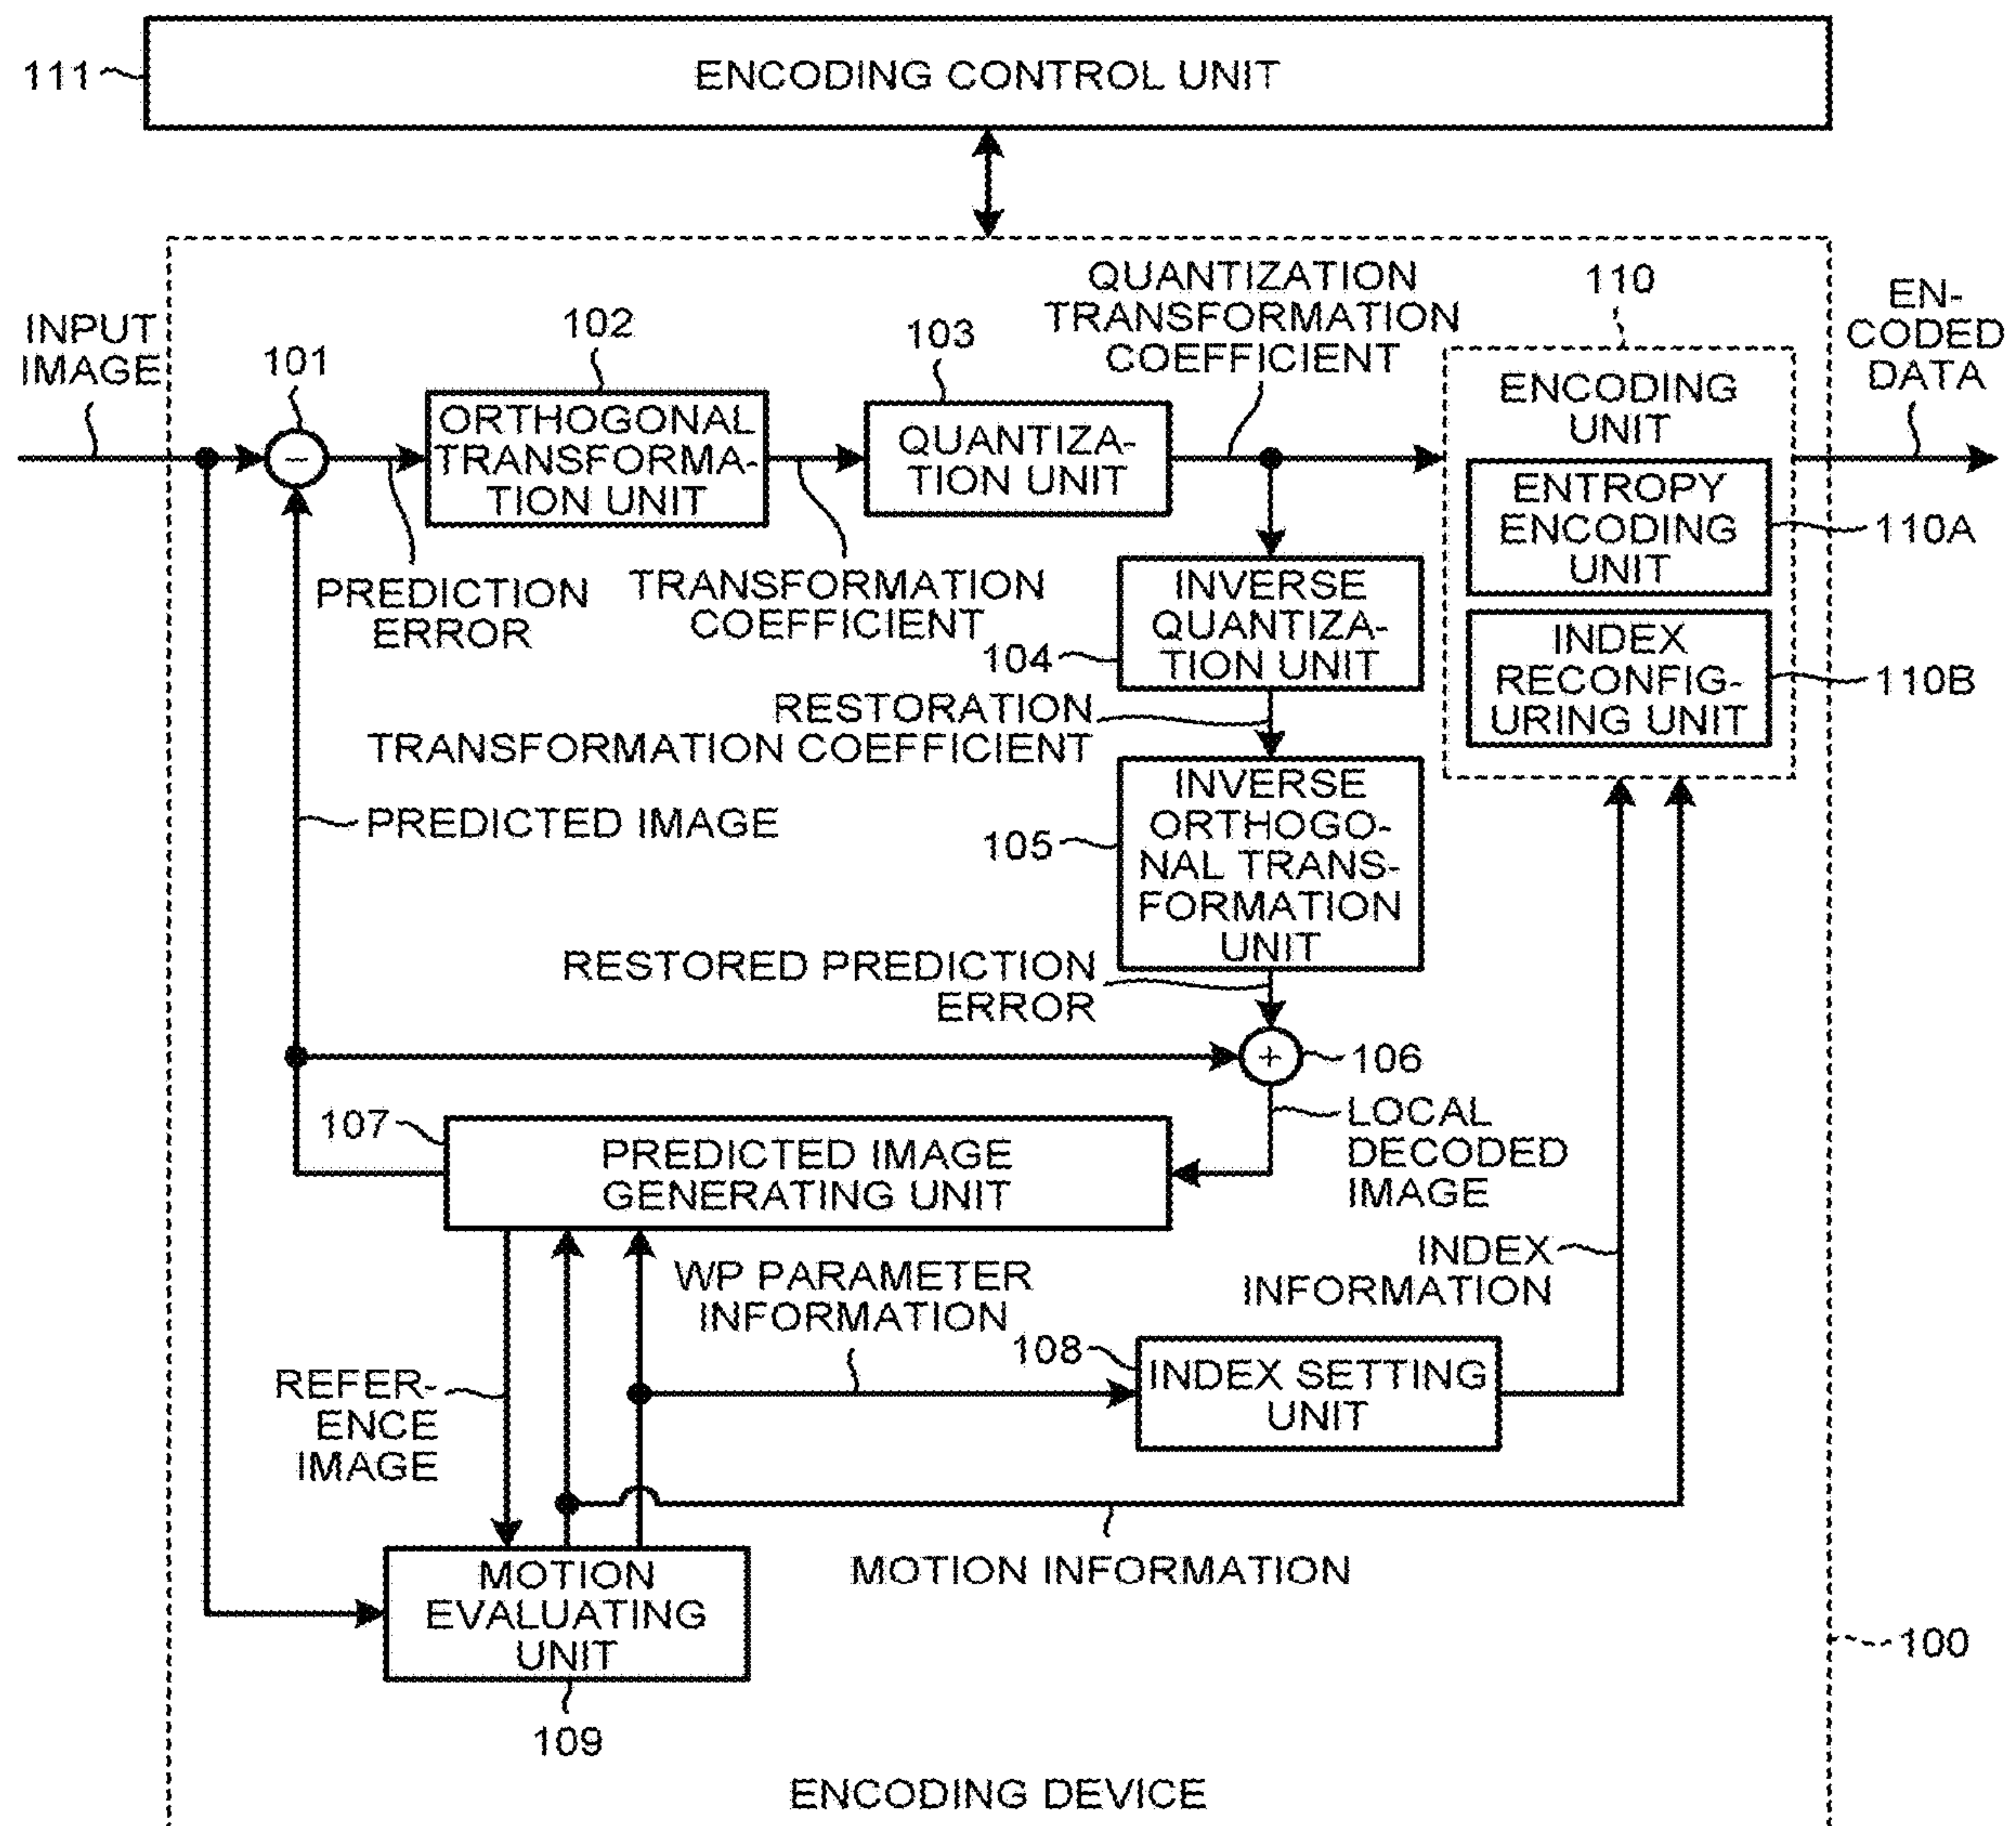 111
ENCODING CONTROL UNIT
INPUT
IMAGE
101
102
ORTHOGONAL
TRANSFORMA-
TION UNIT
103
QUANTIZA-
TION UNIT
QUANTIZATION
TRANSFORMATION
COEFFICIENT
110
ENCODING
UNIT
ENTROPY
ENCODING
UNIT
110A
INDEX
RECONFIG-
URING UNIT
110B
EN-
CODED
DATA
−
PREDICTION
ERROR
TRANSFORMATION
COEFFICIENT
INVERSE
QUANTIZA-
TION UNIT
104
RESTORATION
TRANSFORMATION COEFFICIENT
PREDICTED IMAGE
INVERSE
ORTHOGO-
NAL TRANS-
FORMATION
UNIT
105
RESTORED PREDICTION
ERROR
+
106
LOCAL
DECODED
IMAGE
107
PREDICTED IMAGE
GENERATING UNIT
WP PARAMETER
INFORMATION
INDEX
INFORMATION
108
INDEX SETTING
UNIT
REFER-
ENCE
IMAGE
MOTION INFORMATION
MOTION
EVALUATING
UNIT
109
100
ENCODING DEVICE